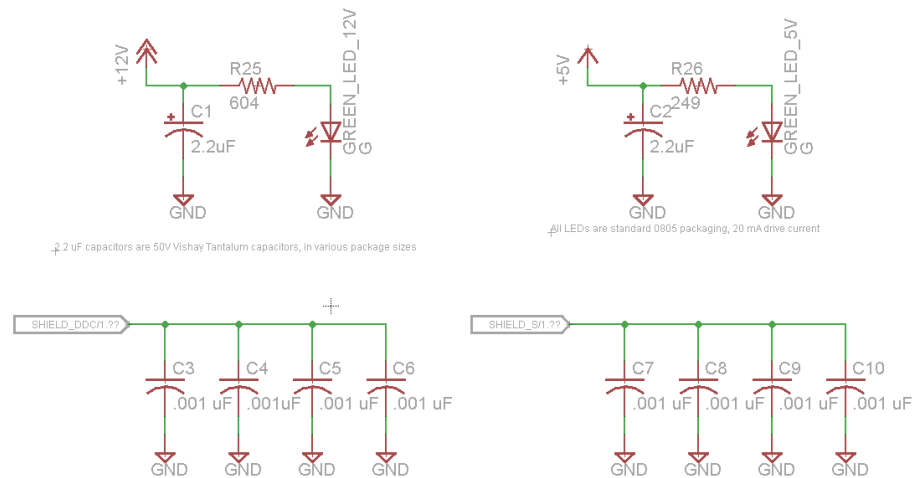 +12V
R25
604
C1
2.2uF
GND
GREEN_LED_12V
G
GND
+5V
R26
249
C2
2.2uF
GND
GREEN_LED_5V
G
GND
2.2 uF capacitors are 50V Vishay Tantalum capacitors, in various package sizes
All LEDs are standard 0805 packaging, 20 mA drive current
SHIELD_DDC/1.??
C3
.001 uF
GND
C4
.001uF
GND
C5
.001 uF
GND
C6
.001 uF
GND
SHIELD_S/1.??
C7
.001 uF
GND
C8
.001 uF
GND
C9
.001 uF
GND
C10
.001 uF
GND